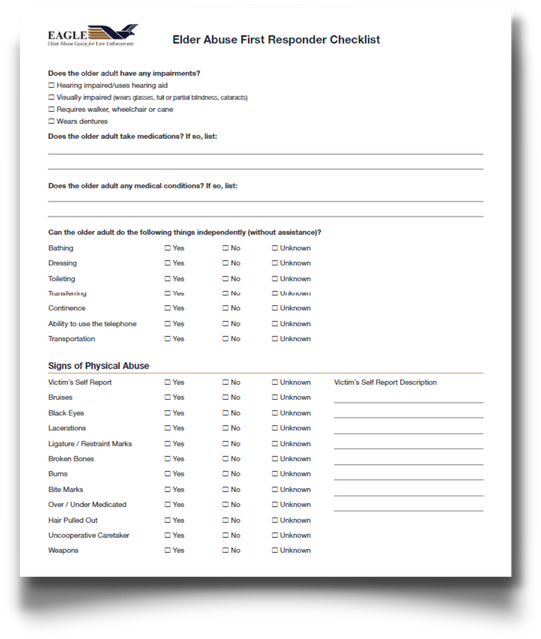 EAGLE
Elder Abuse Guide for Law Enforcement
Elder Abuse First Responder Checklist
Does the older adult have any impairments?
☐ Hearing impaired/uses hearing aid
☐ Visually impaired (wears glasses, full or partial blindness, cataracts)
☐ Requires walker, wheelchair or cane
☐ Wears dentures
Does the older adult take medications? If so, list:
Does the older adult any medical conditions? If so, list:
Can the older adult do the following things independently (without assistance)?
Bathing ☐ Yes ☐ No ☐ Unknown
Dressing ☐ Yes ☐ No ☐ Unknown
Toileting ☐ Yes ☐ No ☐ Unknown
Transferring ☐ Yes ☐ No ☐ Unknown
Continence ☐ Yes ☐ No ☐ Unknown
Ability to use the telephone ☐ Yes ☐ No ☐ Unknown
Transportation ☐ Yes ☐ No ☐ Unknown
Signs of Physical Abuse
Victim's Self Report ☐ Yes ☐ No ☐ Unknown Victim's Self Report Description
Bruises ☐ Yes ☐ No ☐ Unknown
Black Eyes ☐ Yes ☐ No ☐ Unknown
Lacerations ☐ Yes ☐ No ☐ Unknown
Ligature / Restraint Marks ☐ Yes ☐ No ☐ Unknown
Broken Bones ☐ Yes ☐ No ☐ Unknown
Burns ☐ Yes ☐ No ☐ Unknown
Bite Marks ☐ Yes ☐ No ☐ Unknown
Over / Under Medicated ☐ Yes ☐ No ☐ Unknown
Hair Pulled Out ☐ Yes ☐ No ☐ Unknown
Uncooperative Caretaker ☐ Yes ☐ No ☐ Unknown
Weapons ☐ Yes ☐ No ☐ Unknown